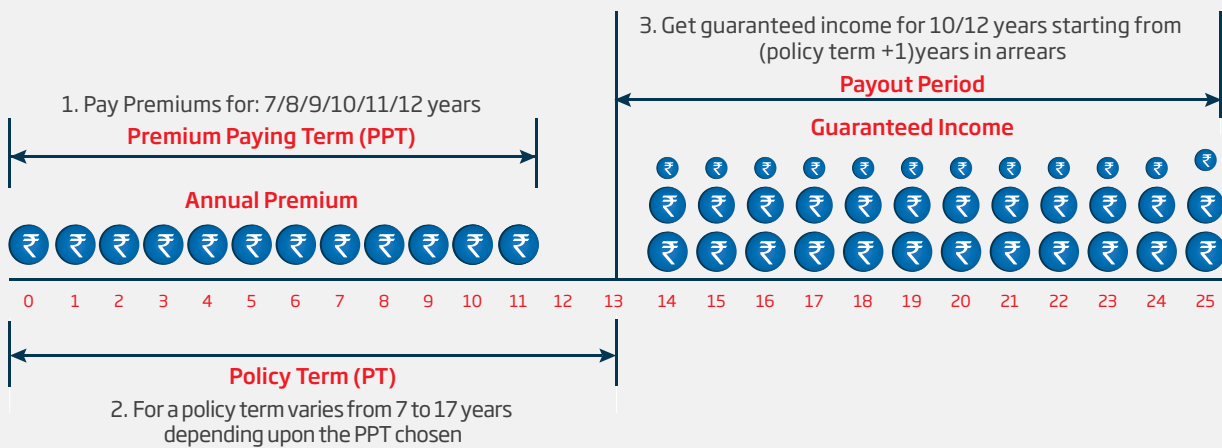 3. Get guaranteed income for 10/12 years starting from
(policy term +1)years in arrears
Payout Period
Guaranteed Income
1. Pay Premiums for: 7/8/9/10/11/12 years
Premium Paying Term (PPT)
Annual Premium
₹ ₹ ₹ ₹ ₹ ₹ ₹ ₹ ₹ ₹ ₹ ₹
₹ ₹ ₹ ₹ ₹ ₹ ₹ ₹ ₹ ₹ ₹ ₹
₹ ₹ ₹ ₹ ₹ ₹ ₹ ₹ ₹ ₹ ₹ ₹
₹ ₹ ₹ ₹ ₹ ₹ ₹ ₹ ₹ ₹ ₹ ₹
0 1 2 3 4 5 6 7 8 9 10 11 12 13 14 15 16 17 18 19 20 21 22 23 24 25
Policy Term (PT)
2. For a policy term varies from 7 to 17 years
depending upon the PPT chosen